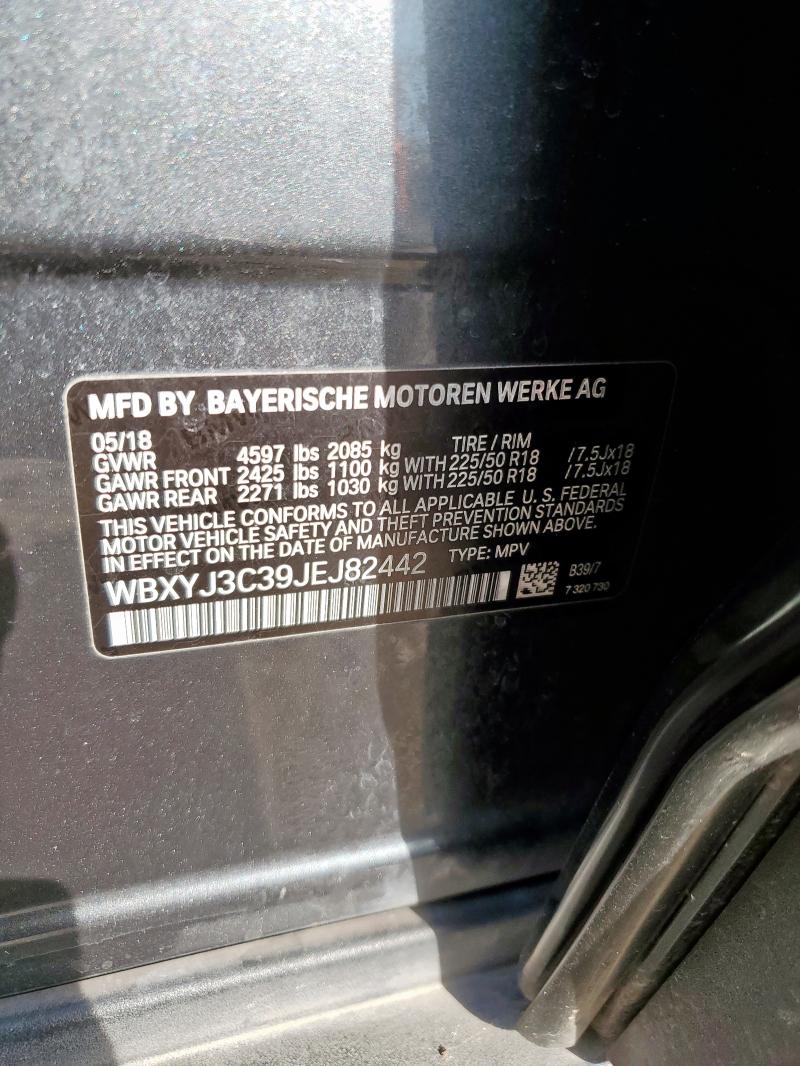 MFD BY BAYERISCHE MOTOREN WERKE AG
05/18 TIRE / RIM
GVWR 4597 lbs 2085 kg
GAWR FRONT 2425 lbs 1100 kg WITH 225/50 R18 /7.5Jx18
GAWR REAR 2271 lbs 1030 kg WITH 225/50 R18 /7.5Jx18
THIS VEHICLE CONFORMS TO ALL APPLICABLE U.S. FEDERAL
MOTOR VEHICLE SAFETY AND THEFT PREVENTION STANDARDS
IN EFFECT ON THE DATE OF MANUFACTURE SHOWN ABOVE.
WBXYJ3C39JEJ82442 TYPE: MPV
B39/7
7 320 730